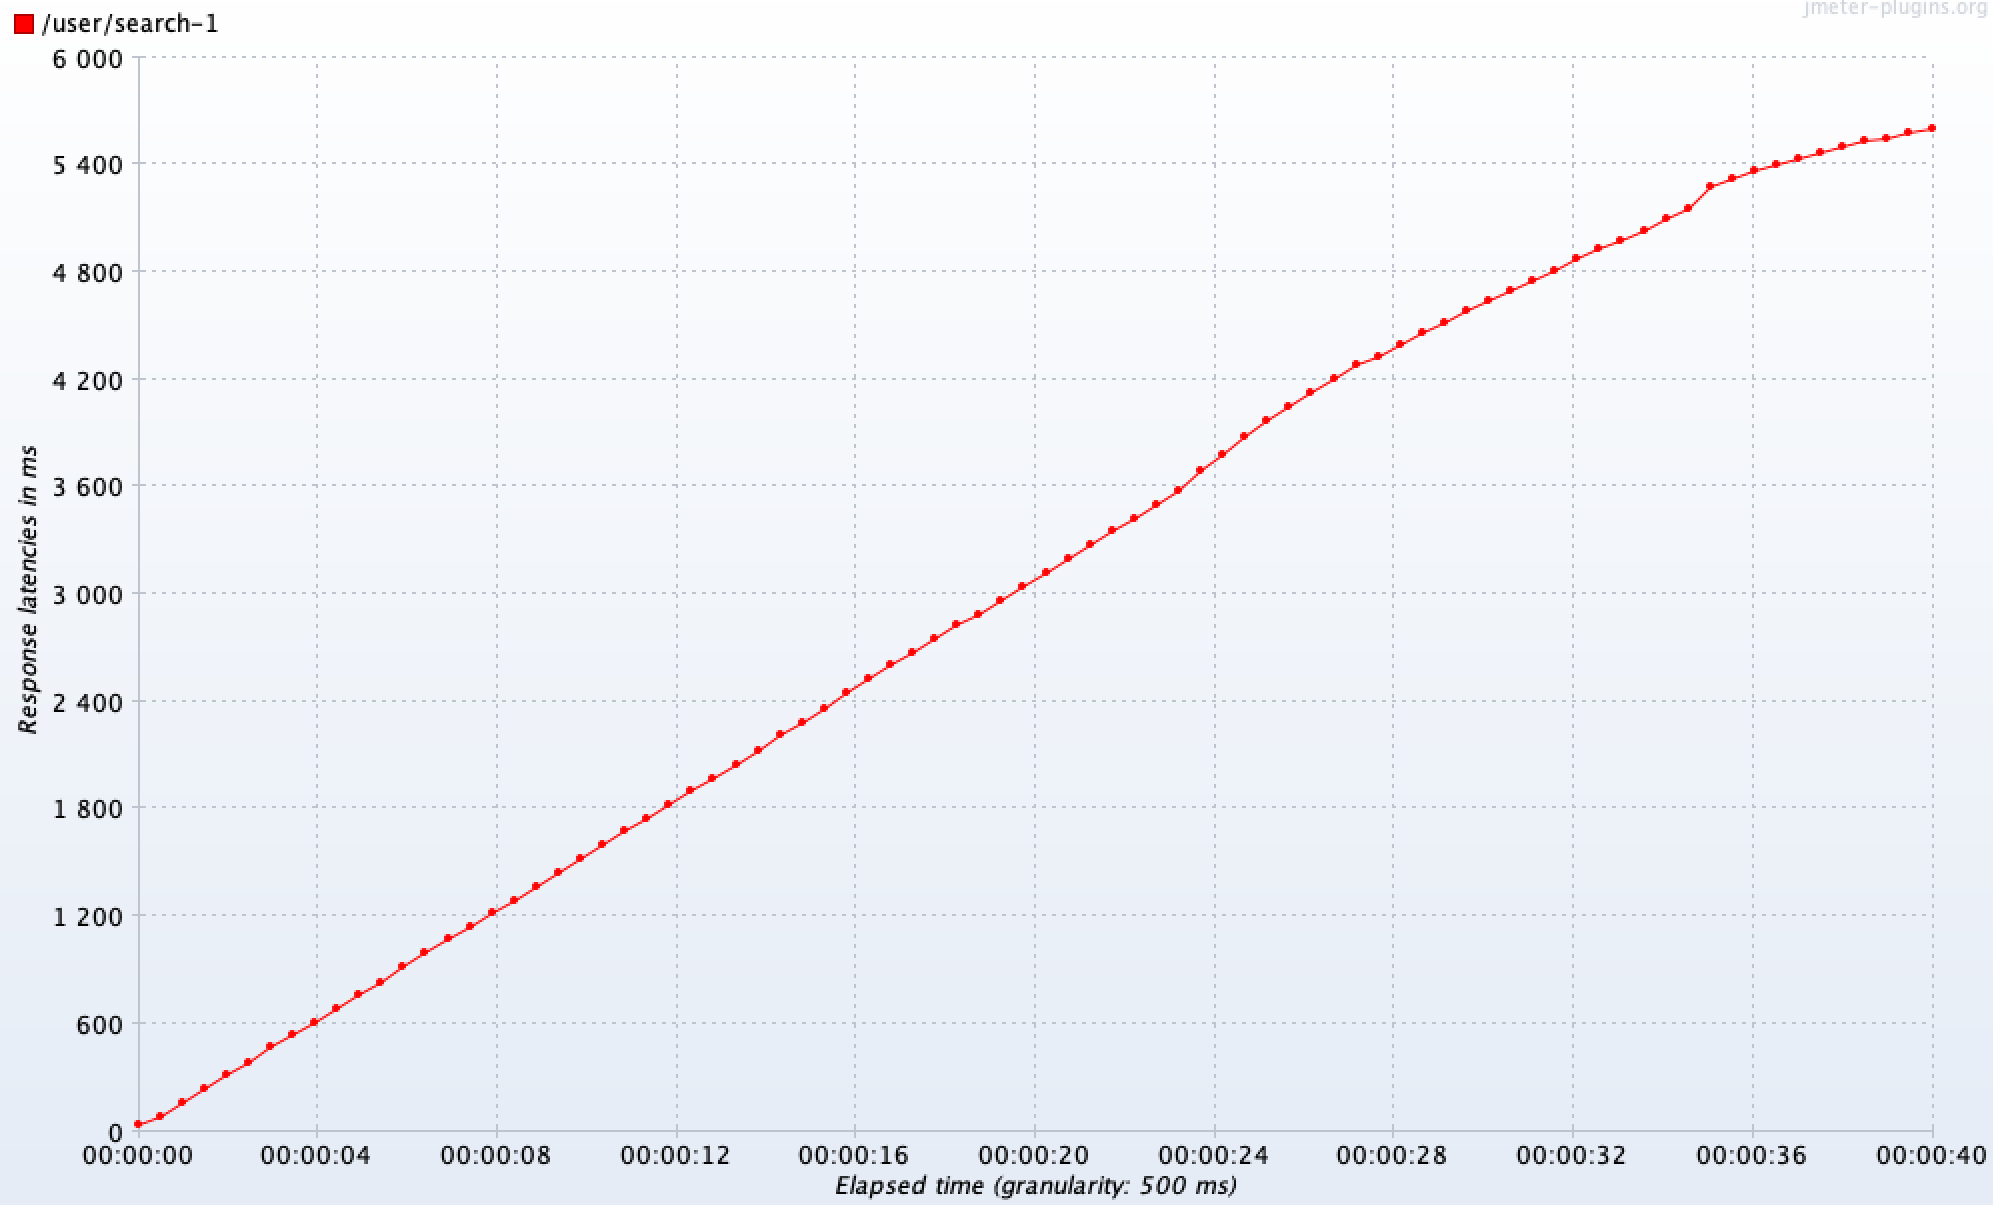 /user/search-1
jmeter-plugins.org
6 000
5 400
4 800
4 200
3 600
3 000
2 400
1 800
1 200
600
0
Response latencies in ms
00:00:00 00:00:04 00:00:08 00:00:12 00:00:16 00:00:20 00:00:24 00:00:28 00:00:32 00:00:36 00:00:40
Elapsed time (granularity: 500 ms)